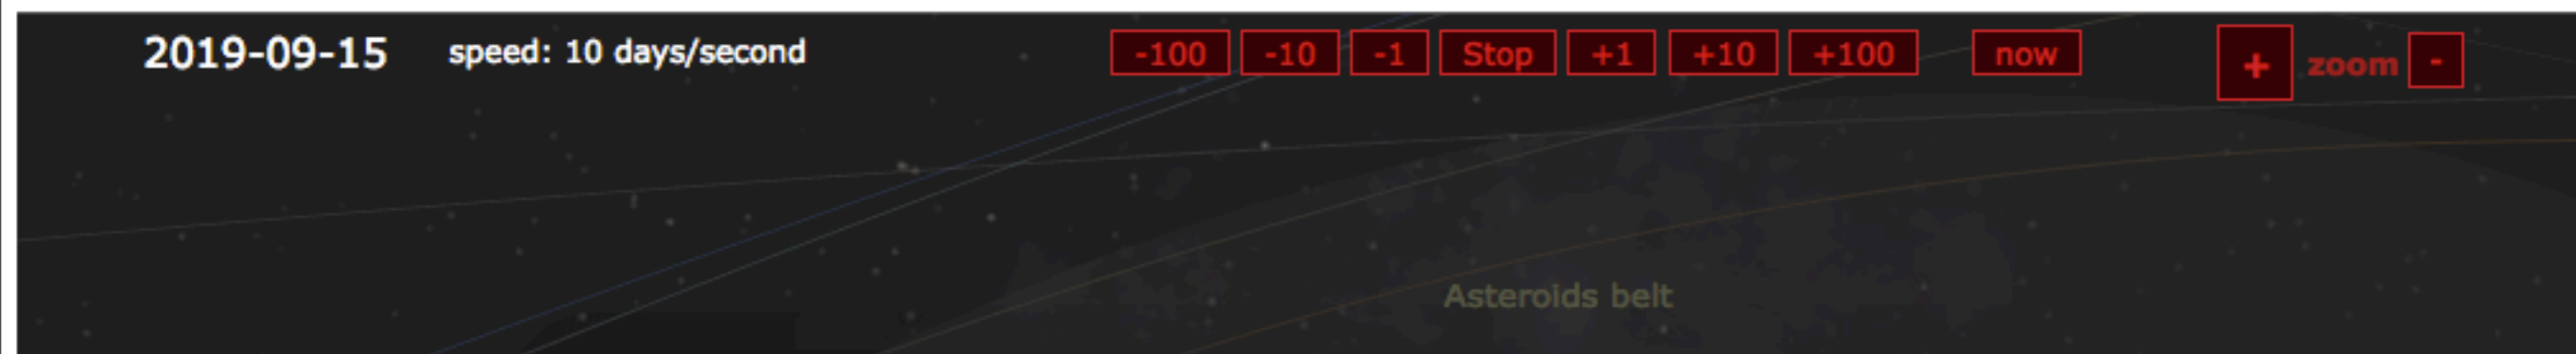 2019-09-15 speed: 10 days/second -100 -10 -1 Stop +1 +10 +100 now + zoom -
Asteroids belt